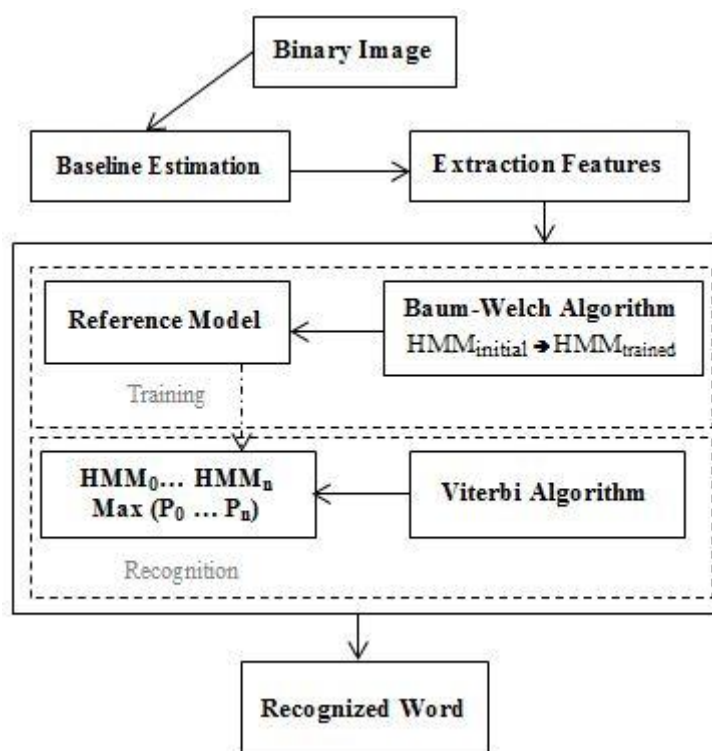 Binary Image
Baseline Estimation
Extraction Features
Reference Model
Baum-Welch Algorithm
HMMinitial ➔ HMMtrained
Training
HMM0... HMMn
Max (P0 ... Pn)
Viterbi Algorithm
Recognition
Recognized Word